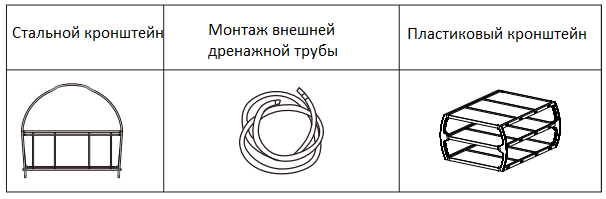 Стальной кронштейн
Монтаж внешней
дренажной трубы
Пластиковый кронштейн